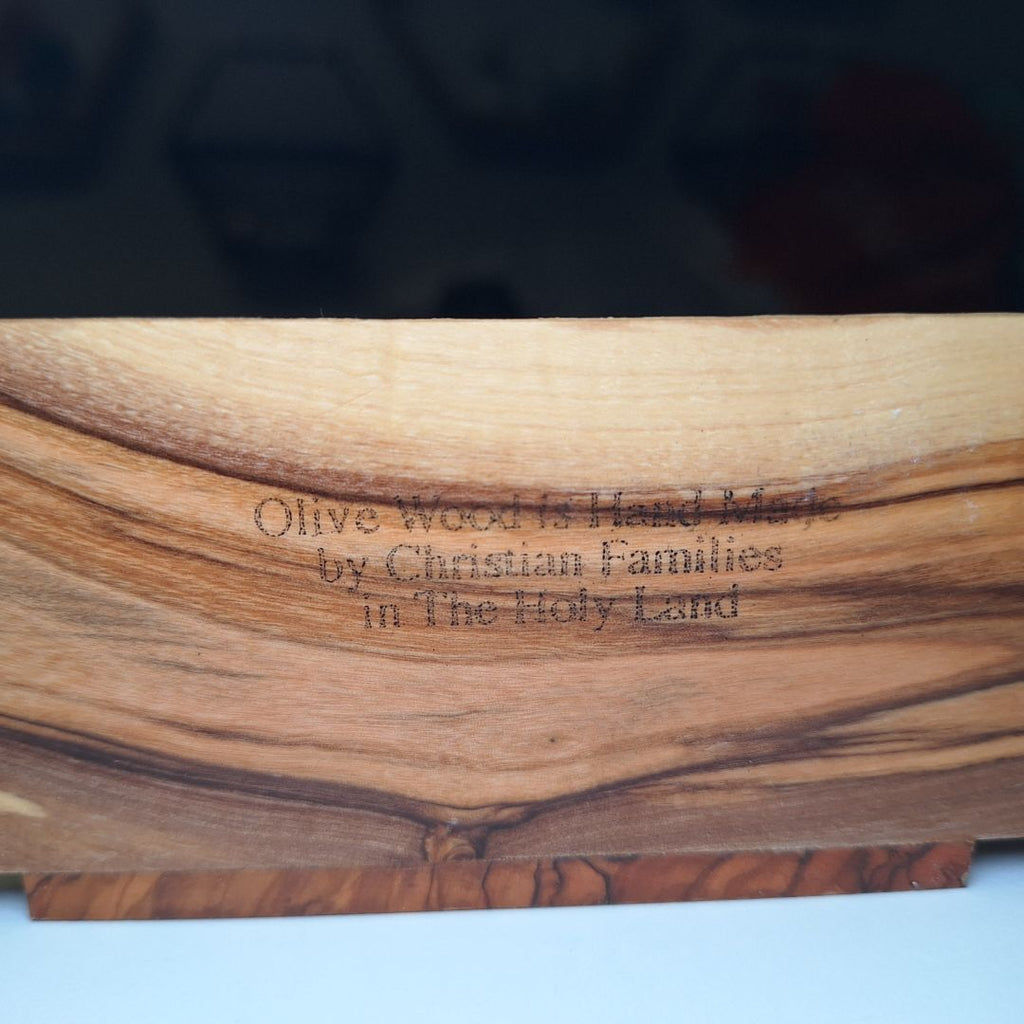 Olive Wood is Hand Made
by Christian Families
in The Holy Land